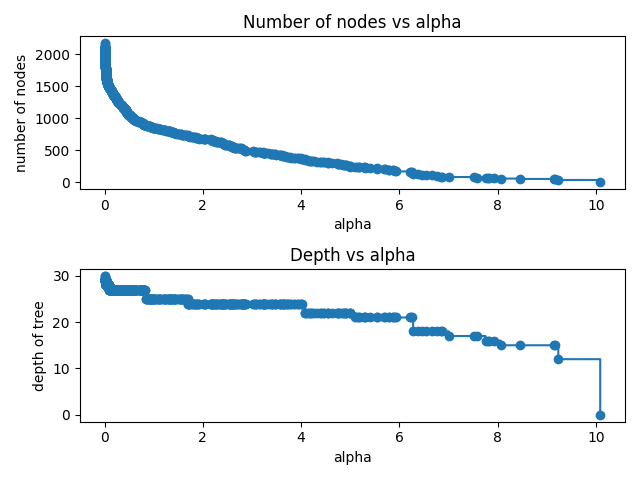 Number of nodes vs alpha
2000
1500
1000
500
0
number of nodes
0 2 4 6 8 10
alpha
Depth vs alpha
30
20
10
0
depth of tree
0 2 4 6 8 10
alpha